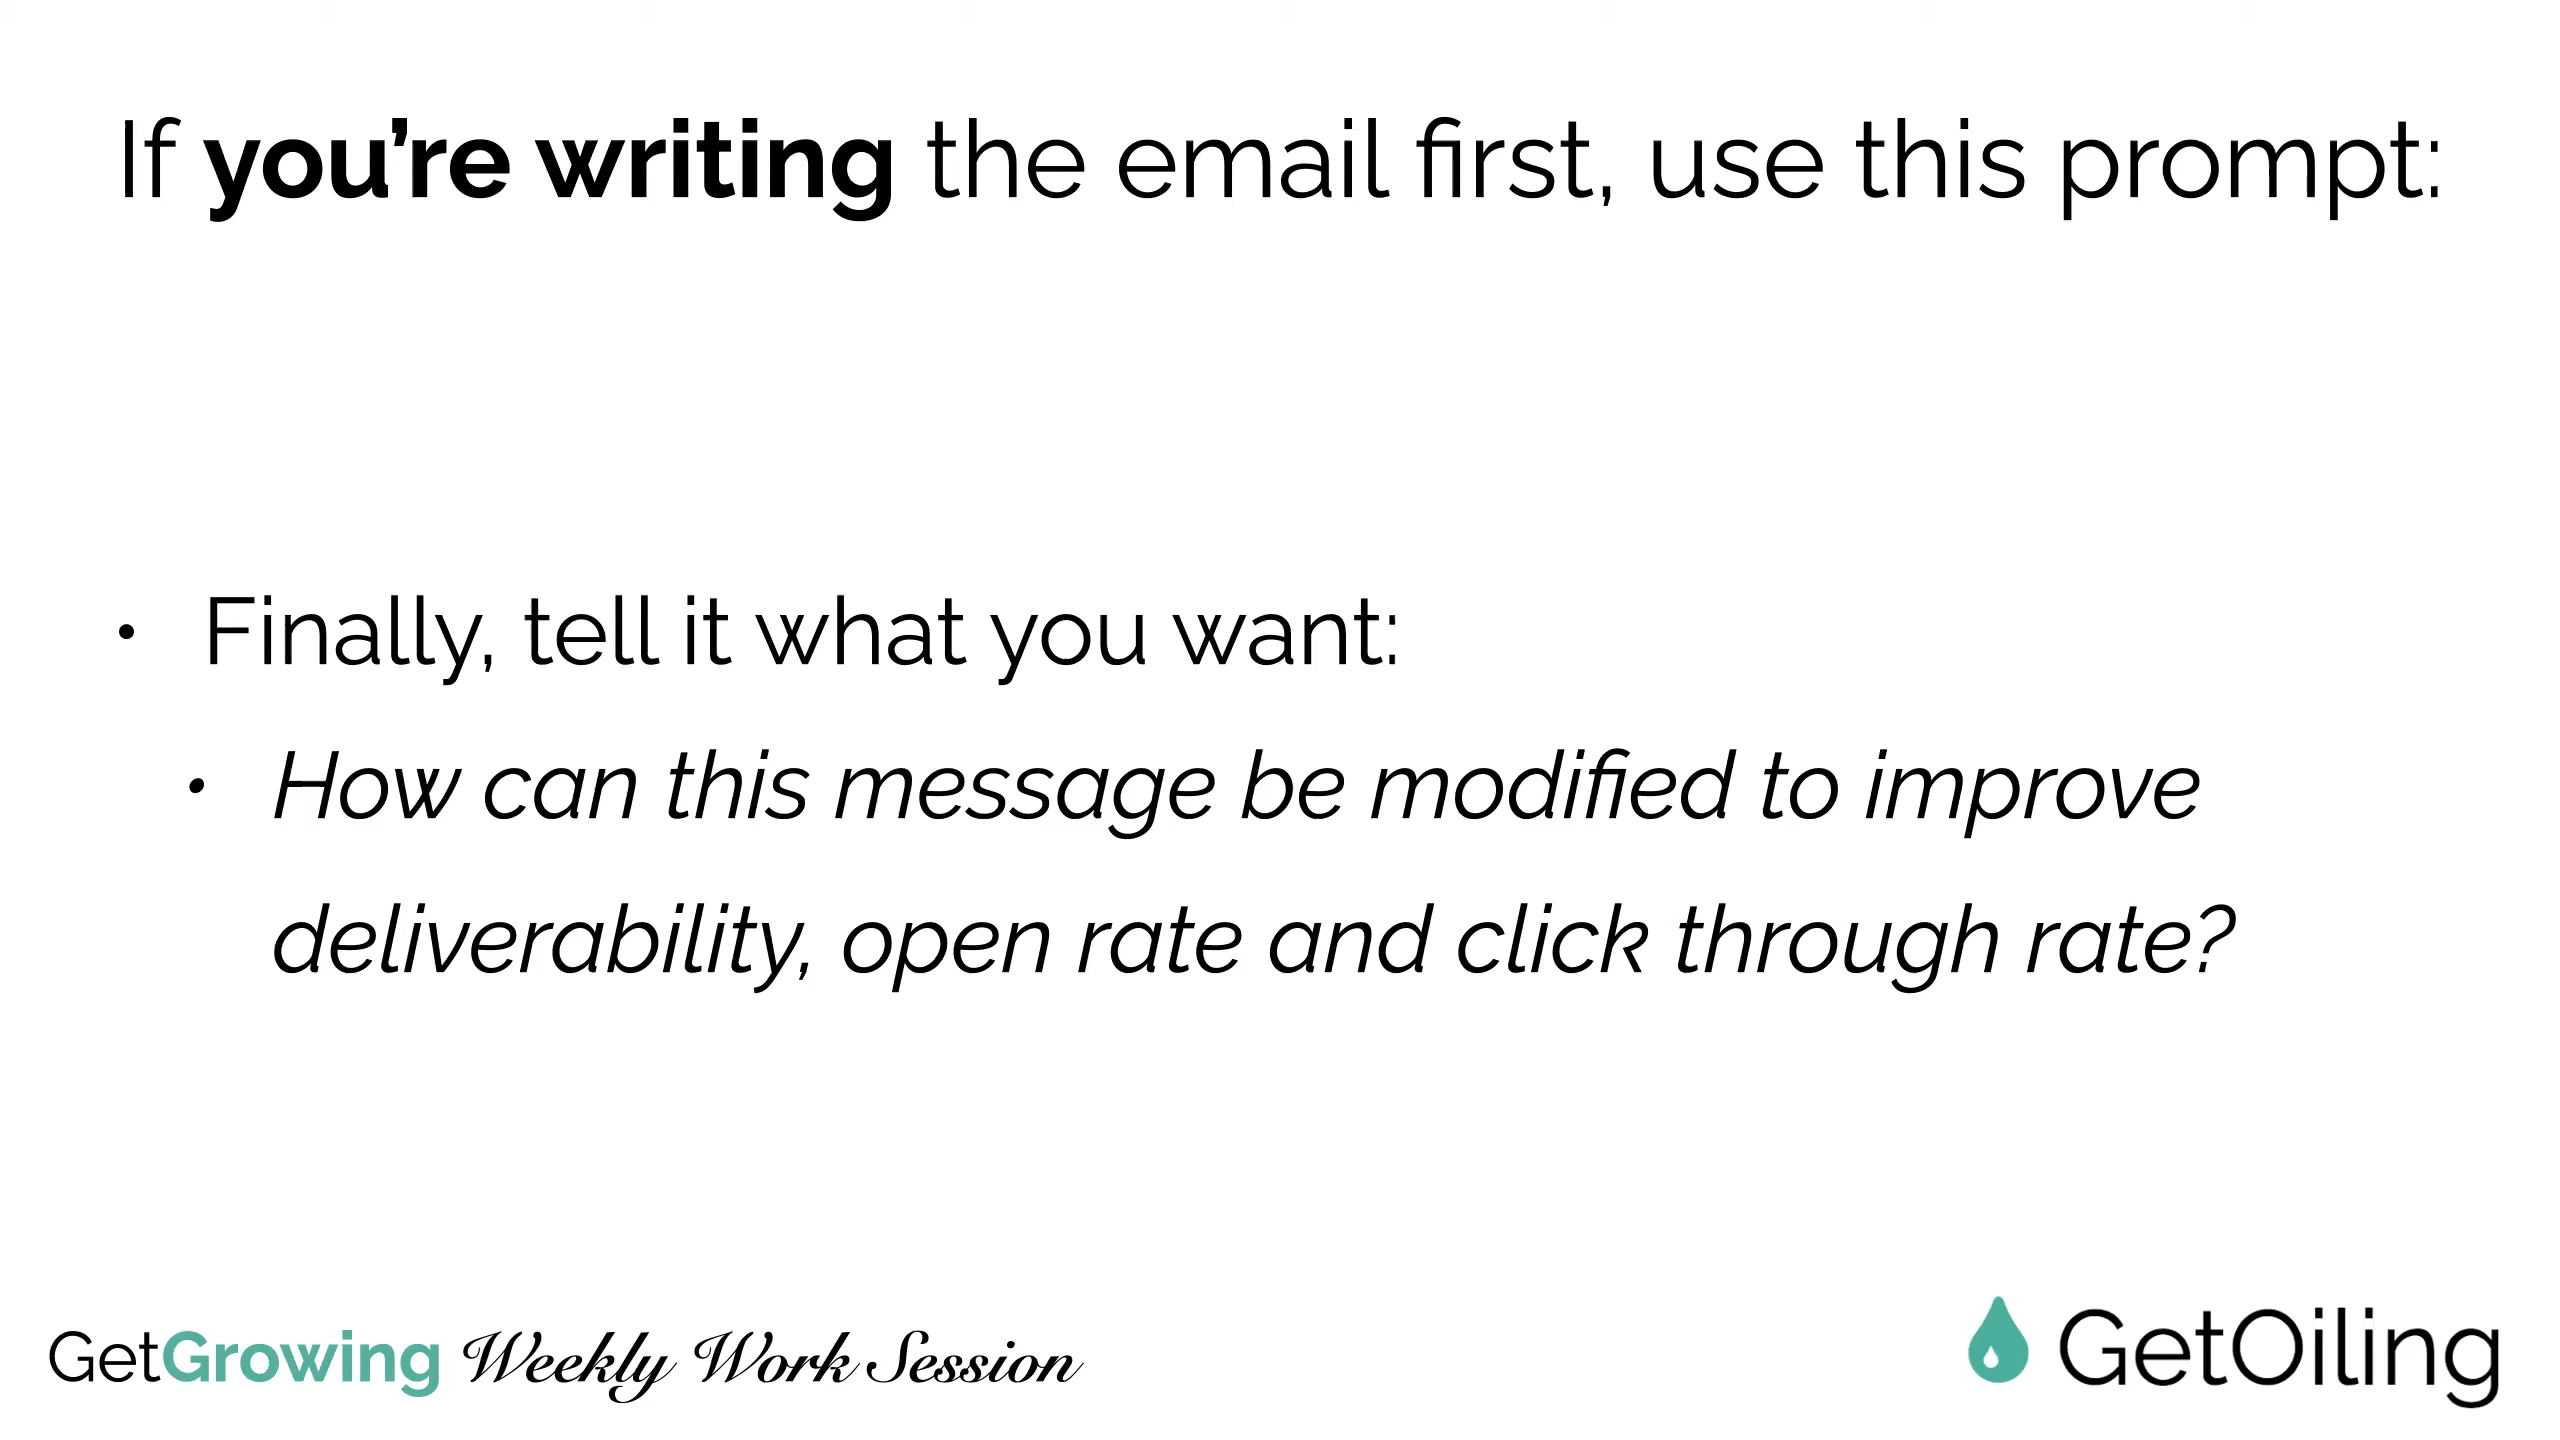 If you’re writing the email first, use this prompt:
• Finally, tell it what you want:
• How can this message be modified to improve
deliverability, open rate and click through rate?
GetGrowing Weekly Work Session
GetOiling